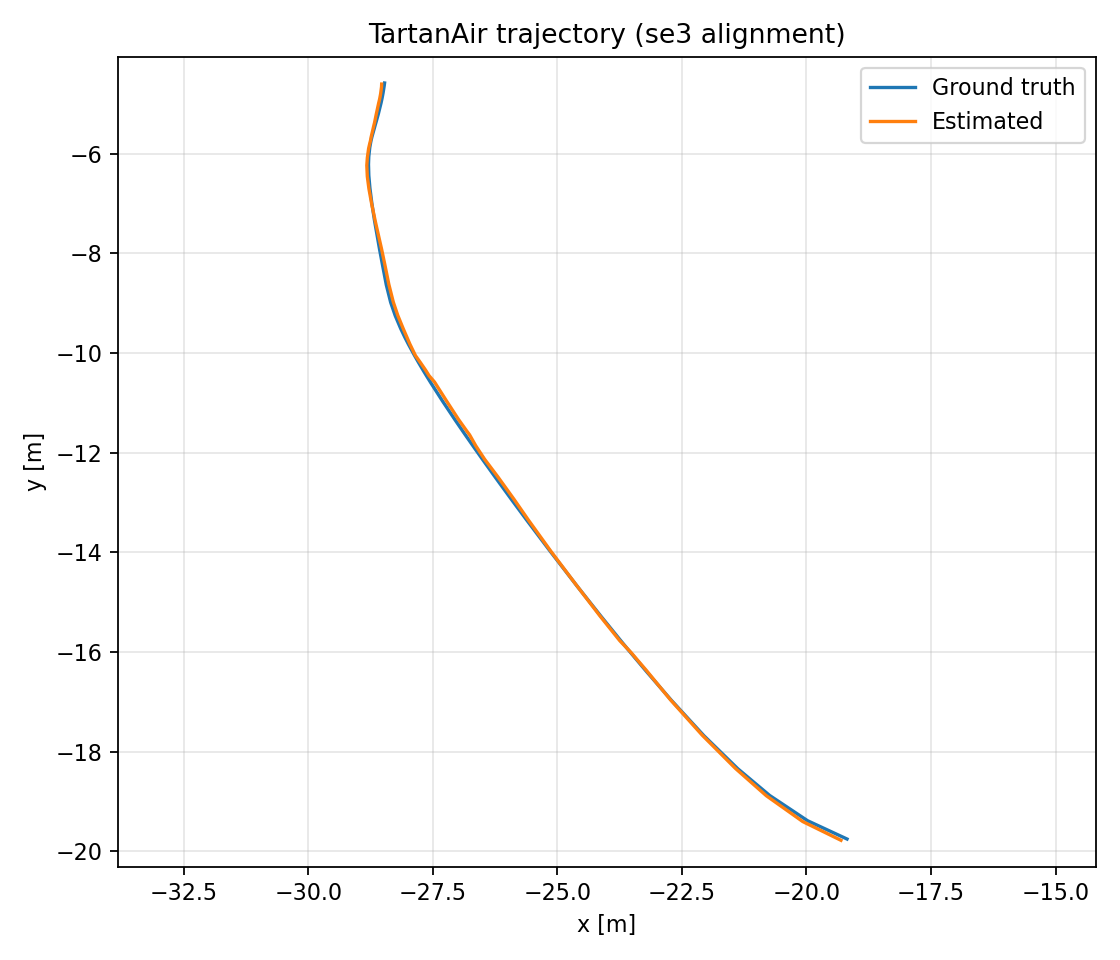 TartanAir trajectory (se3 alignment)
Ground truth
Estimated
−6
−8
−10
−12
−14
−16
−18
−20
y [m]
−32.5 −30.0 −27.5 −25.0 −22.5 −20.0 −17.5 −15.0
x [m]